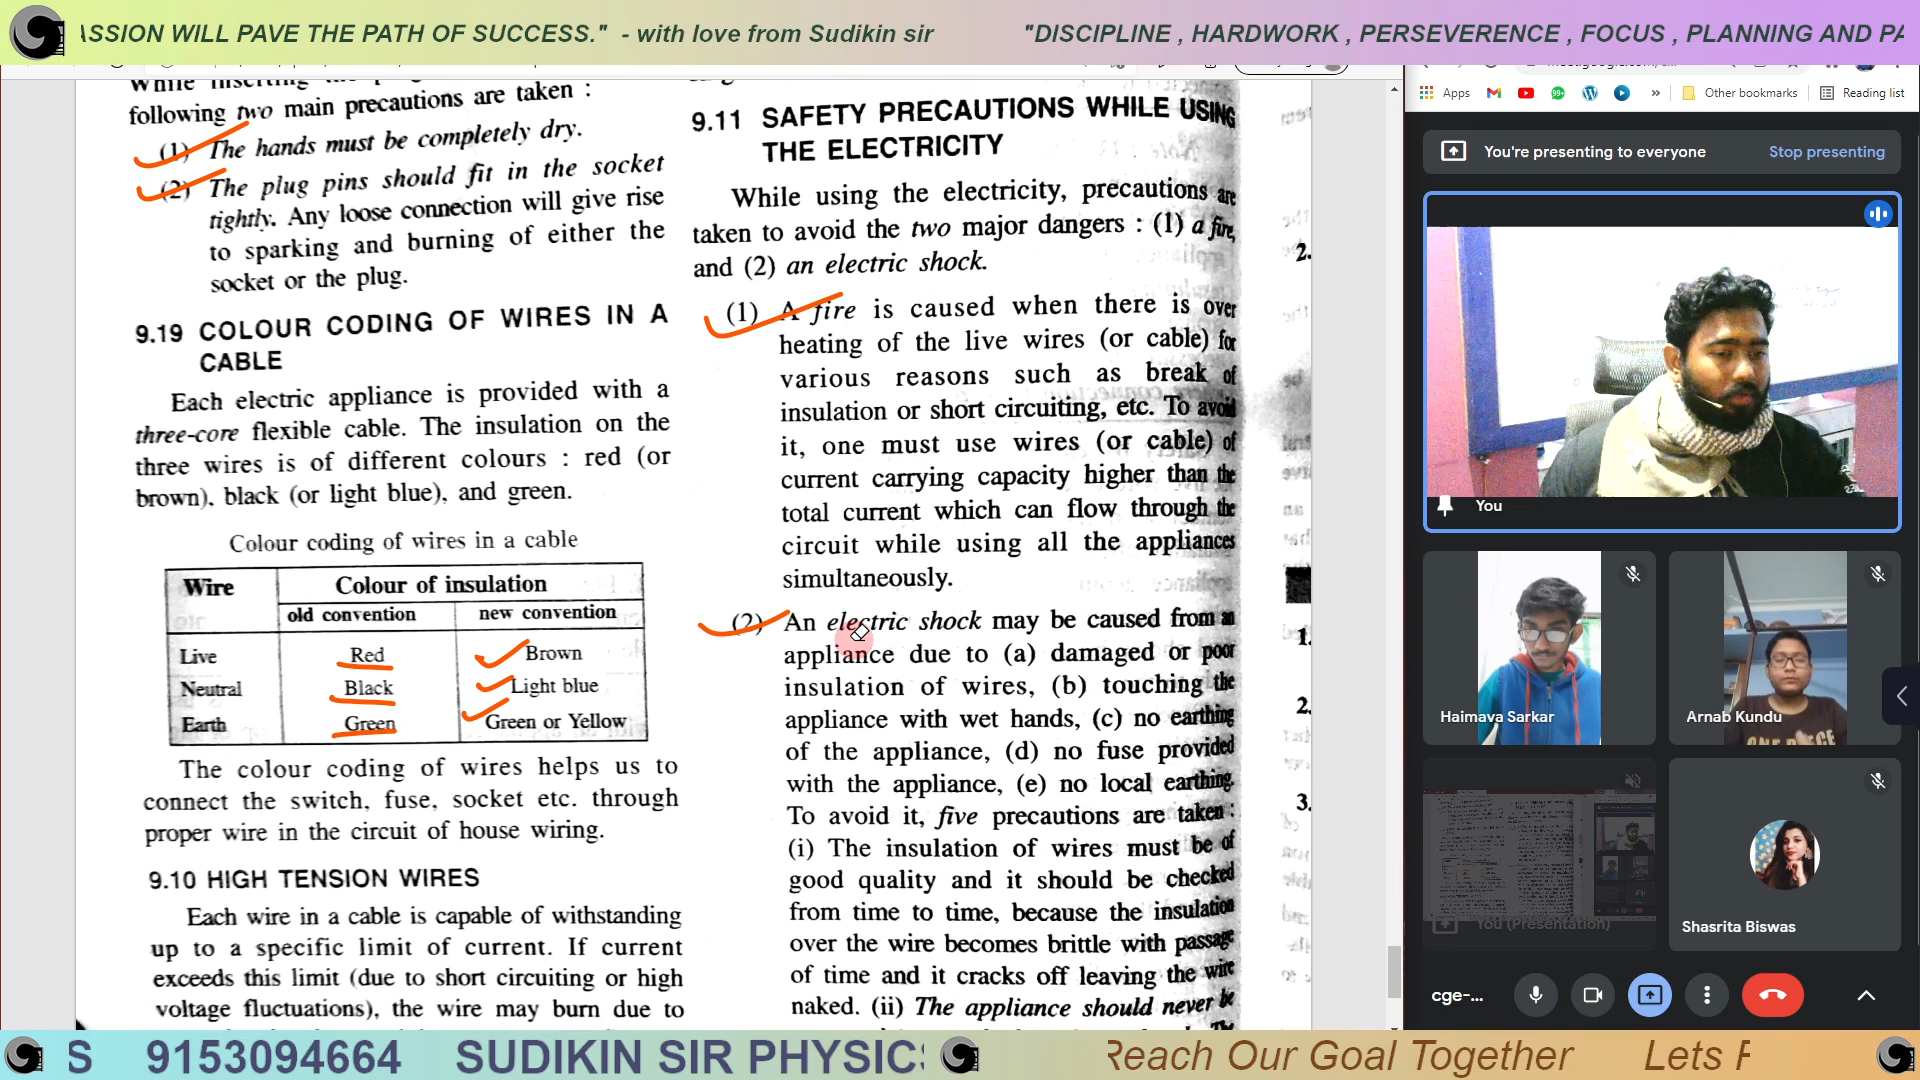 ASSION WILL PAVE THE PATH OF SUCCESS." - with love from Sudikin sir
"DISCIPLINE , HARDWORK , PERSEVERENCE , FOCUS , PLANNING AND PA
following two main precautions are taken :
(1) The hands must be completely dry.
(2) The plug pins should fit in the socket
tightly. Any loose connection will give rise
to sparking and burning of either the
socket or the plug.
9.19 COLOUR CODING OF WIRES IN A
CABLE
Each electric appliance is provided with a
three-core flexible cable. The insulation on the
three wires is of different colours : red (or
brown), black (or light blue), and green.
Colour coding of wires in a cable
Wire Colour of insulation
old convention new convention
Live Red Brown
Neutral Black Light blue
Earth Green Green or Yellow
The colour coding of wires helps us to
connect the switch, fuse, socket etc. through
proper wire in the circuit of house wiring.
9.10 HIGH TENSION WIRES
Each wire in a cable is capable of withstanding
up to a specific limit of current. If current
exceeds this limit (due to short circuiting or high
voltage fluctuations), the wire may burn due to
9.11 SAFETY PRECAUTIONS WHILE USING
THE ELECTRICITY
While using the electricity, precautions are
taken to avoid the two major dangers : (1) a fire,
and (2) an electric shock.
(1) A fire is caused when there is over
heating of the live wires (or cable) for
various reasons such as break of
insulation or short circuiting, etc. To avoid
it, one must use wires (or cable) of
current carrying capacity higher than the
total current which can flow through the
circuit while using all the appliances
simultaneously.
(2) An electric shock may be caused from an
appliance due to (a) damaged or poor
insulation of wires, (b) touching the
appliance with wet hands, (c) no earthing
of the appliance, (d) no fuse provided
with the appliance, (e) no local earthing.
To avoid it, five precautions are taken :
(i) The insulation of wires must be of
good quality and it should be checked
from time to time, because the insulation
over the wire becomes brittle with passage
of time and it cracks off leaving the wire
naked. (ii) The appliance should never be
2.
1.
2.
3.
Apps
99+
» Other bookmarks
Reading list
You're presenting to everyone
Stop presenting
You
Haimava Sarkar
Arnab Kundu
You (Presentation)
Shasrita Biswas
cge-...
S 9153094664 SUDIKIN SIR PHYSICS
Reach Our Goal Together Lets